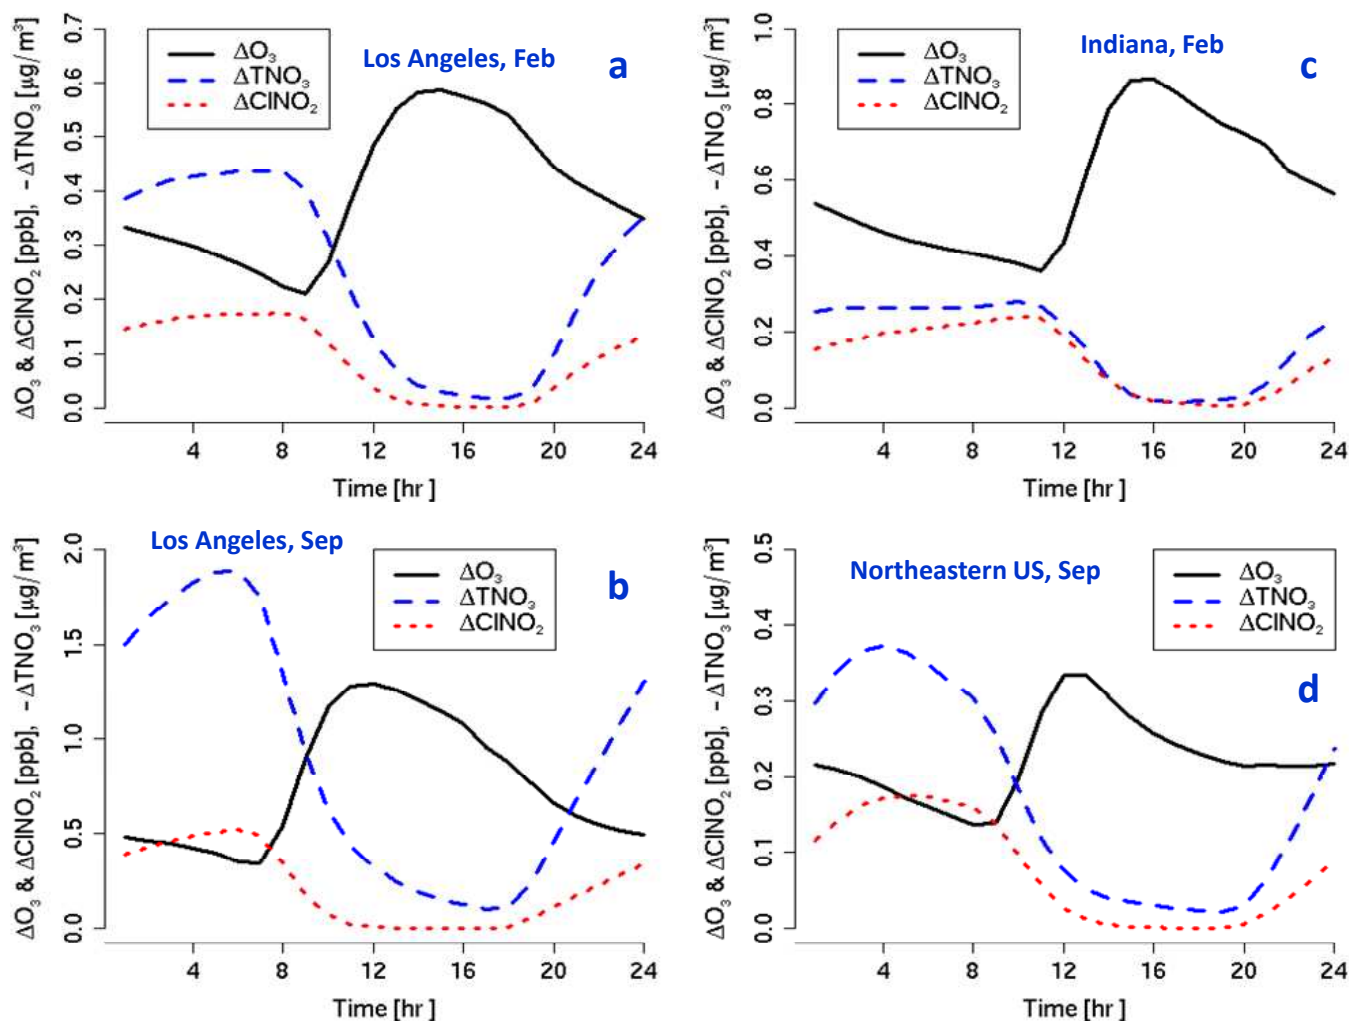 Los Angeles, Feb
a
ΔO₃
ΔTNO₃
ΔClNO₂
ΔO₃ & ΔClNO₂ [ppb], - ΔTNO₃ [µg/m³]
0.7
0.6
0.5
0.4
0.3
0.2
0.1
0.0
4 8 12 16 20 24
Time [hr ]
Indiana, Feb
c
ΔO₃
ΔTNO₃
ΔClNO₂
ΔO₃ & ΔClNO₂ [ppb], - ΔTNO₃ [µg/m³]
1.0
0.8
0.6
0.4
0.2
0.0
4 8 12 16 20 24
Time [hr ]
Los Angeles, Sep
b
ΔO₃
ΔTNO₃
ΔClNO₂
ΔO₃ & ΔClNO₂ [ppb], - ΔTNO₃ [µg/m³]
2.0
1.5
1.0
0.5
0.0
4 8 12 16 20 24
Time [hr ]
Northeastern US, Sep
d
ΔO₃
ΔTNO₃
ΔClNO₂
ΔO₃ & ΔClNO₂ [ppb], - ΔTNO₃ [µg/m³]
0.5
0.4
0.3
0.2
0.1
0.0
4 8 12 16 20 24
Time [hr ]